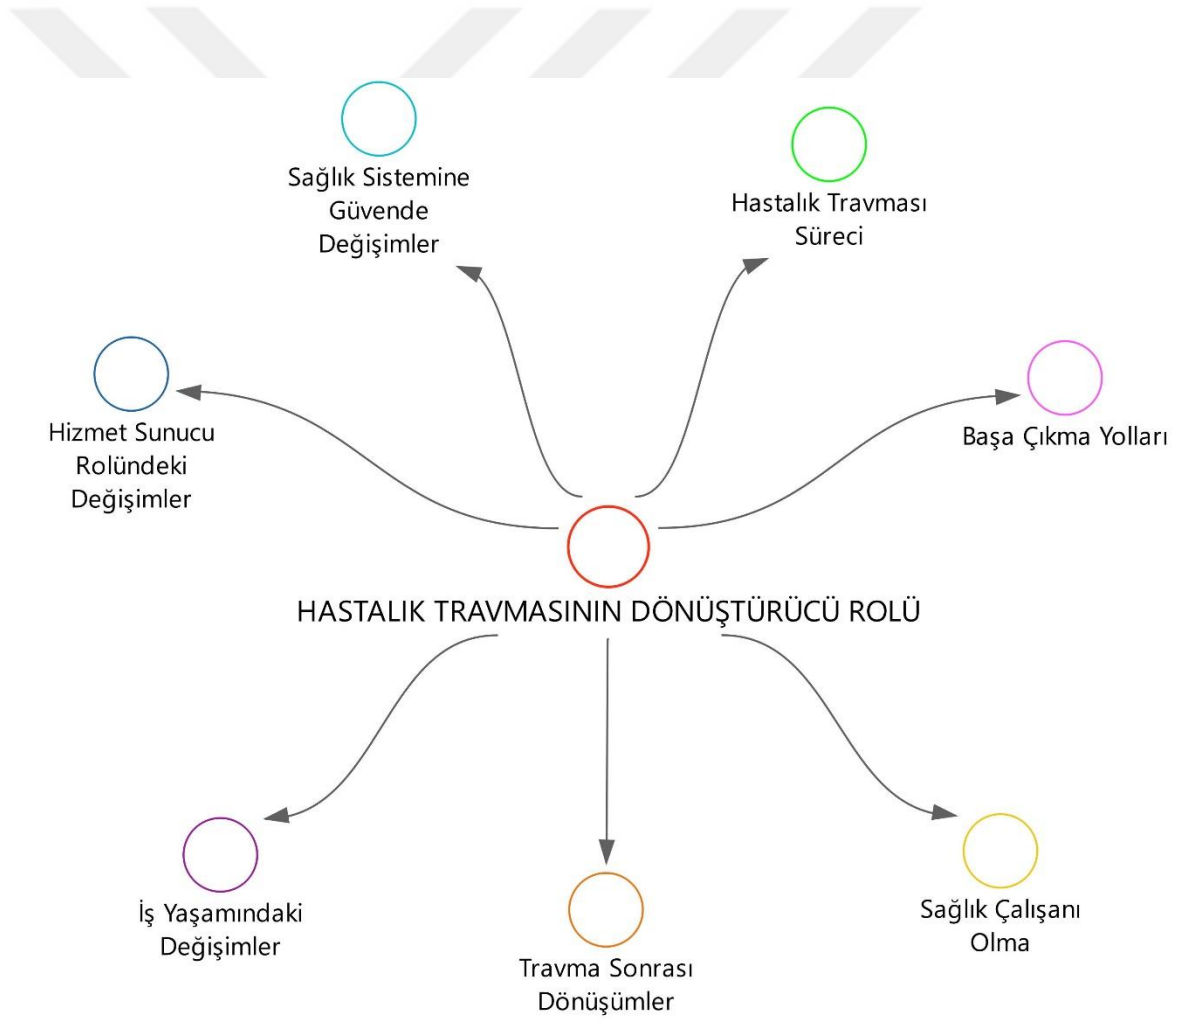 Sağlık Sistemine
Güvende
Değişimler
Hastalık Travması
Süreci
Hizmet Sunucu
Rolündeki
Değişimler
Başa Çıkma Yolları
HASTALIK TRAVMASININ DÖNÜŞTÜRÜCÜ ROLÜ
İş Yaşamındaki
Değişimler
Travma Sonrası
Dönüşümler
Sağlık Çalışanı
Olma